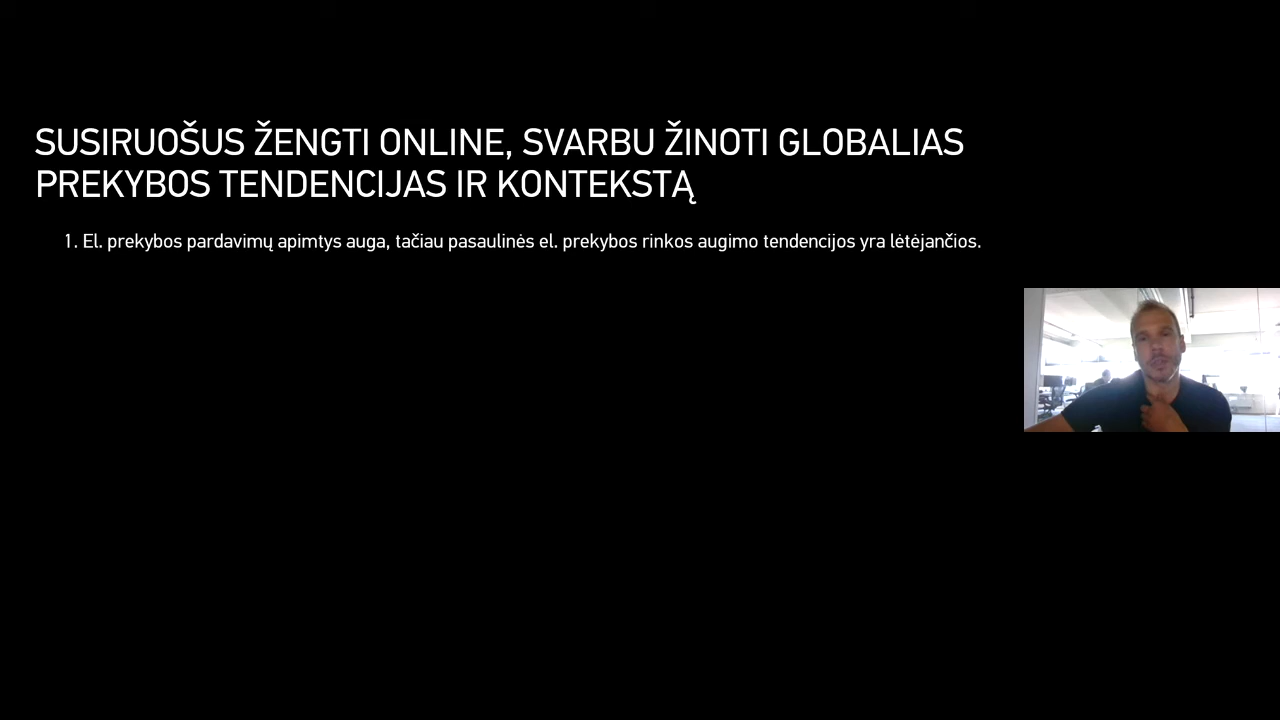 SUSIRUOŠUS ŽENGTI ONLINE, SVARBU ŽINOTI GLOBALIAS
PREKYBOS TENDENCIJAS IR KONTEKSTĄ
1. El. prekybos pardavimų apimtys auga, tačiau pasaulinės el. prekybos rinkos augimo tendencijos yra lėtėjančios.